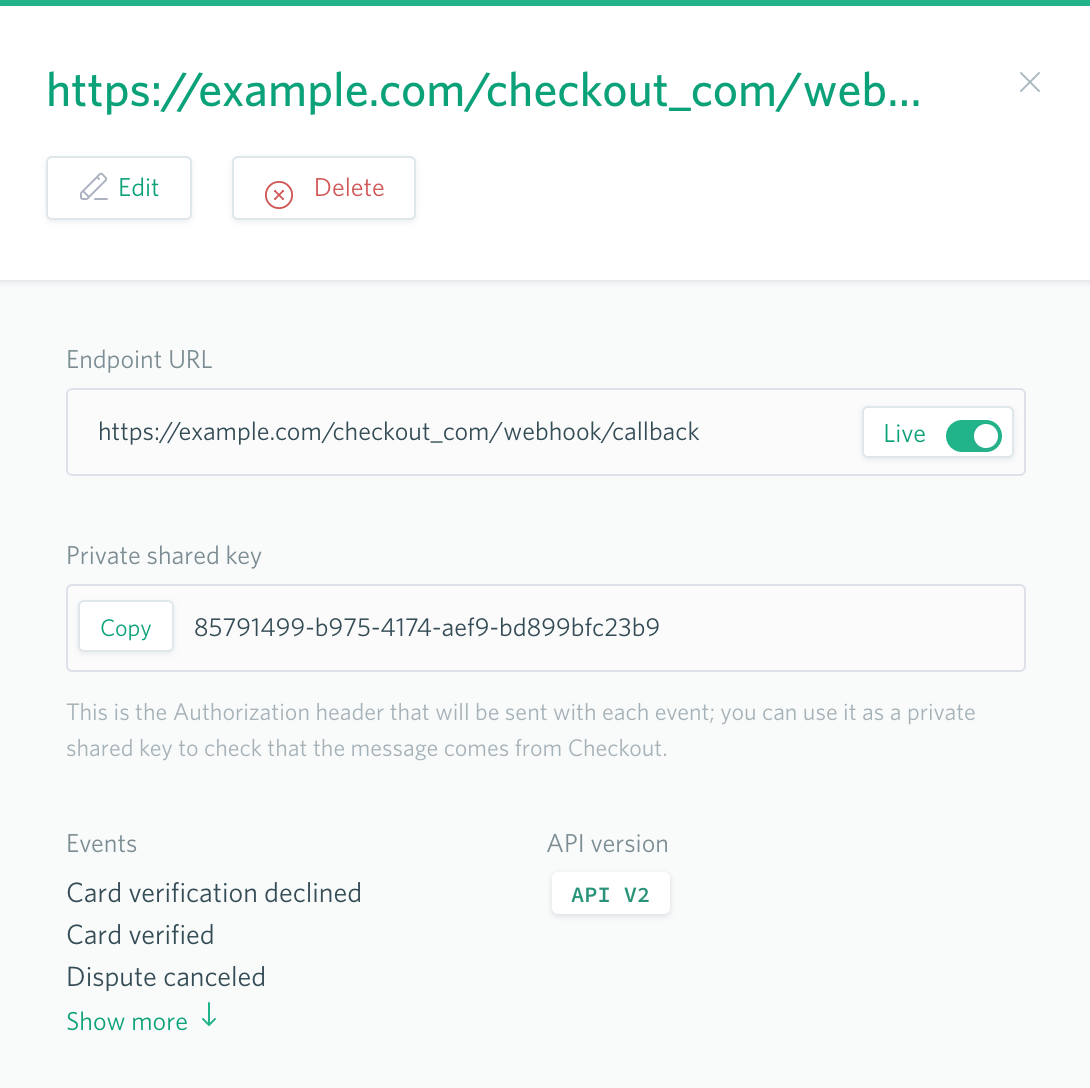 https://example.com/checkout_com/web...
Edit
Delete
Endpoint URL
https://example.com/checkout_com/webhook/callback
Live
Private shared key
Copy
85791499-b975-4174-aef9-bd899bfc23b9
This is the Authorization header that will be sent with each event; you can use it as a private
shared key to check that the message comes from Checkout.
Events
Card verification declined
Card verified
Dispute canceled
Show more
API version
API V2